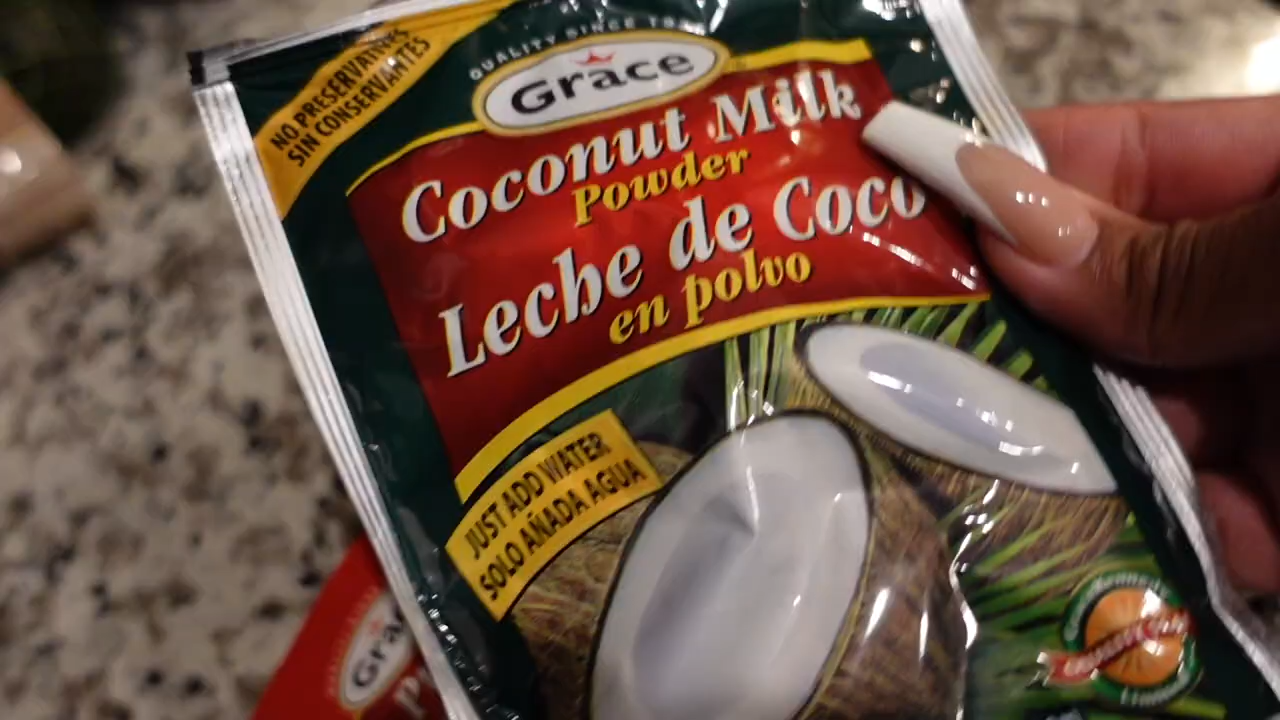 NO PRESERVATIVES
SIN CONSERVANTES
QUALITY SINCE
Grace
Coconut Milk
Powder
Leche de Coco
en polvo
JUST ADD WATER
SOLO AÑADA AGUA
Gra